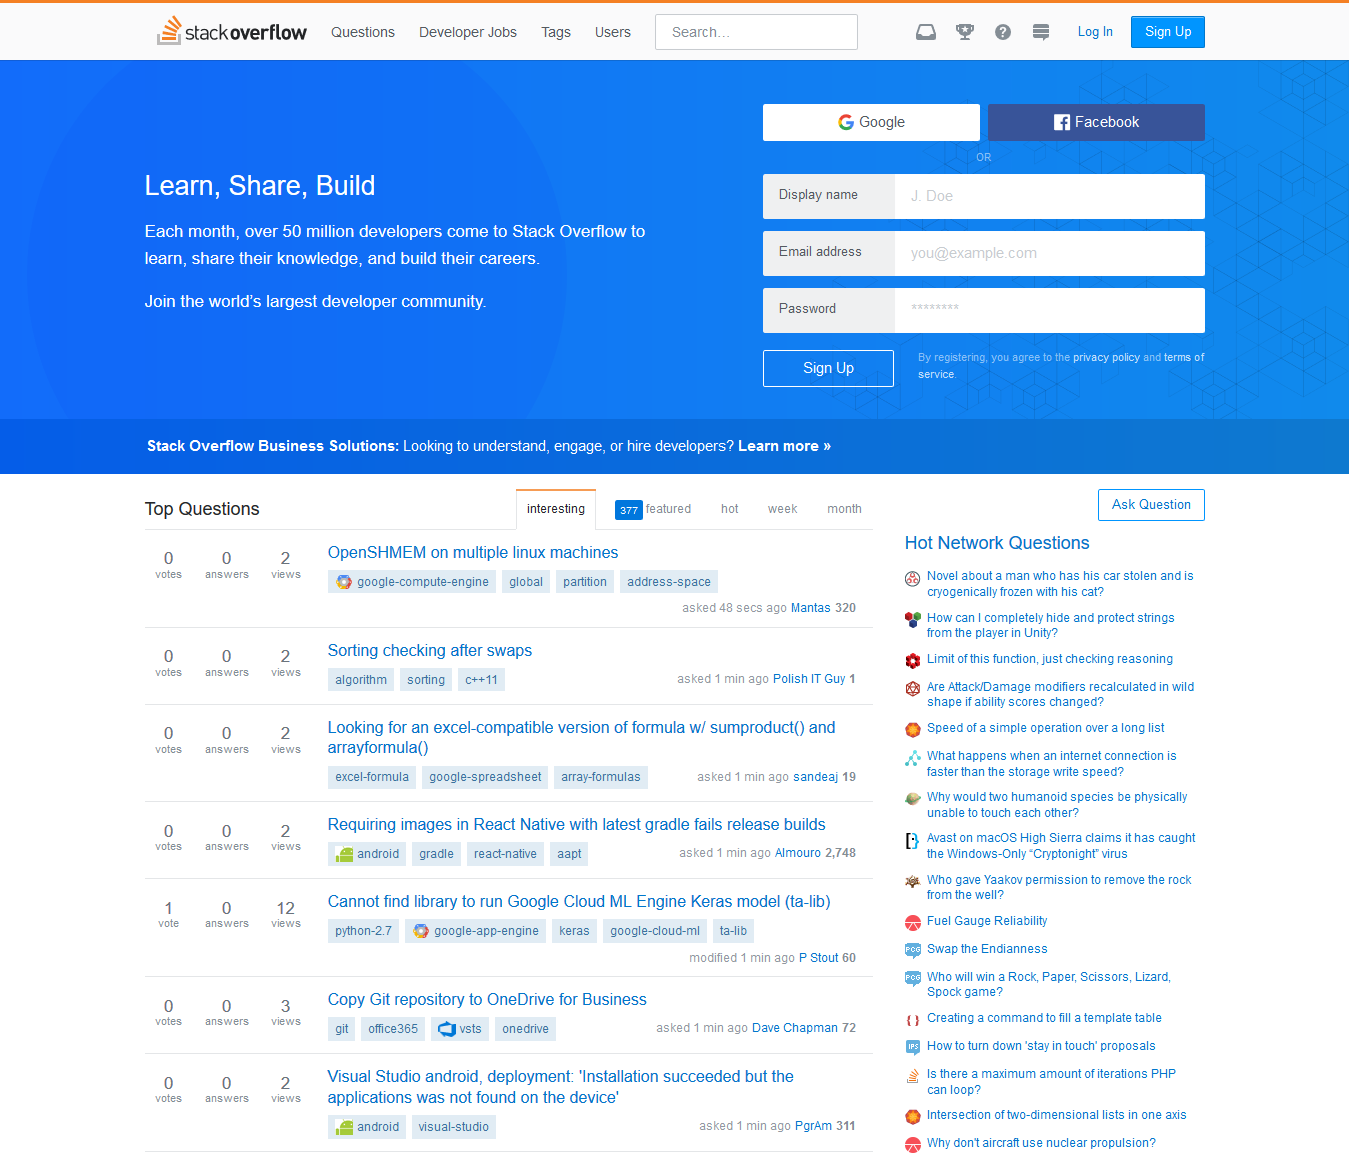 stackoverflow Questions Developer Jobs Tags Users Search... Log In Sign Up
Google Facebook
OR
Learn, Share, Build
Each month, over 50 million developers come to Stack Overflow to
learn, share their knowledge, and build their careers.
Join the world’s largest developer community.
Display name J. Doe
Email address you@example.com
Password ********
Sign Up
By registering, you agree to the privacy policy and terms of
service.
Stack Overflow Business Solutions: Looking to understand, engage, or hire developers? Learn more »
Top Questions interesting 377 featured hot week month
0 votes 0 answers 2 views
OpenSHMEM on multiple linux machines
google-compute-engine global partition address-space
asked 48 secs ago Mantas 320
0 votes 0 answers 2 views
Sorting checking after swaps
algorithm sorting c++11
asked 1 min ago Polish IT Guy 1
0 votes 0 answers 2 views
Looking for an excel-compatible version of formula w/ sumproduct() and
arrayformula()
excel-formula google-spreadsheet array-formulas
asked 1 min ago sandeaj 19
0 votes 0 answers 2 views
Requiring images in React Native with latest gradle fails release builds
android gradle react-native aapt
asked 1 min ago Almouro 2,748
1 vote 0 answers 12 views
Cannot find library to run Google Cloud ML Engine Keras model (ta-lib)
python-2.7 google-app-engine keras google-cloud-ml ta-lib
modified 1 min ago P Stout 60
0 votes 0 answers 3 views
Copy Git repository to OneDrive for Business
git office365 vsts onedrive
asked 1 min ago Dave Chapman 72
0 votes 0 answers 2 views
Visual Studio android, deployment: 'Installation succeeded but the
applications was not found on the device'
android visual-studio
asked 1 min ago PgrAm 311
Ask Question
Hot Network Questions
Novel about a man who has his car stolen and is
cryogenically frozen with his cat?
How can I completely hide and protect strings
from the player in Unity?
Limit of this function, just checking reasoning
Are Attack/Damage modifiers recalculated in wild
shape if ability scores changed?
Speed of a simple operation over a long list
What happens when an internet connection is
faster than the storage write speed?
Why would two humanoid species be physically
unable to touch each other?
Avast on macOS High Sierra claims it has caught
the Windows-Only “Cryptonight” virus
Who gave Yaakov permission to remove the rock
from the well?
Fuel Gauge Reliability
PCG Swap the Endianness
PCG Who will win a Rock, Paper, Scissors, Lizard,
Spock game?
Creating a command to fill a template table
IPS How to turn down 'stay in touch' proposals
Is there a maximum amount of iterations PHP
can loop?
Intersection of two-dimensional lists in one axis
Why don't aircraft use nuclear propulsion?